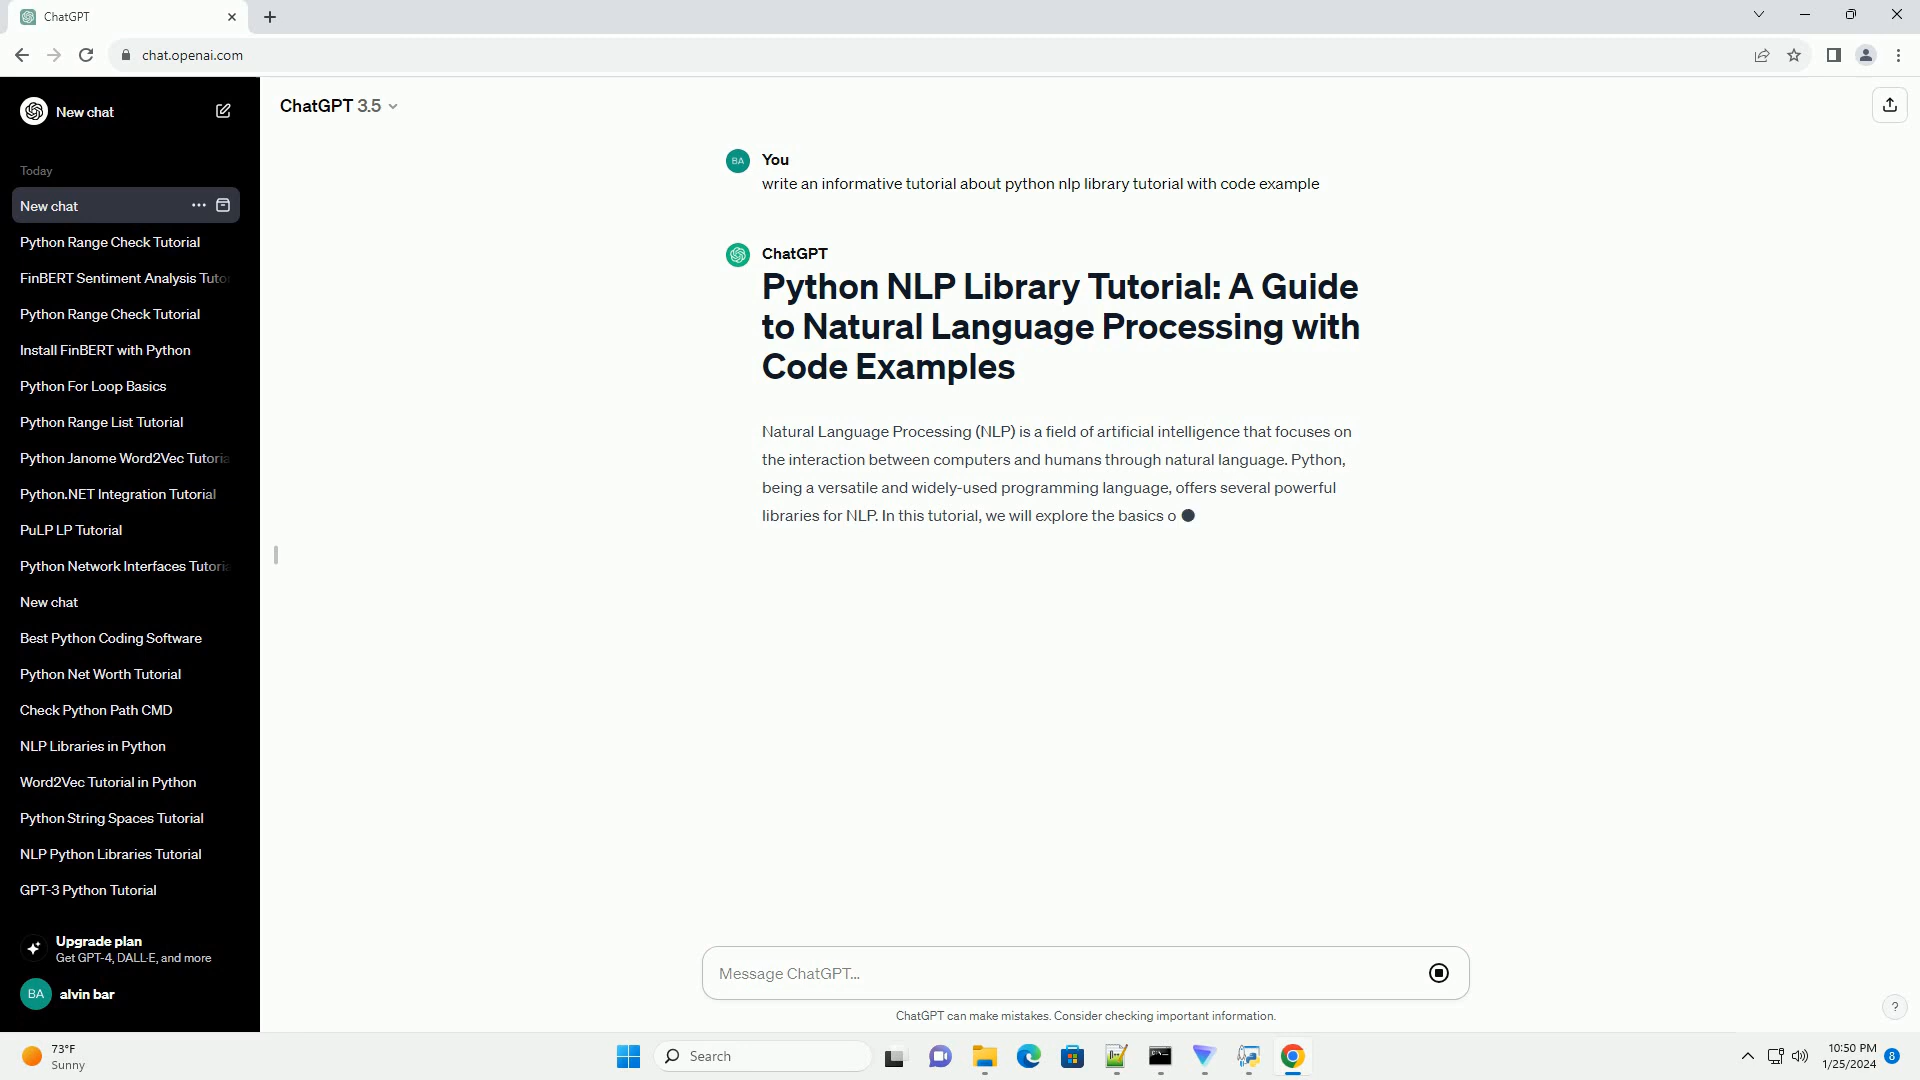 ChatGPT
chat.openai.com
New chat
Today
New chat
Python Range Check Tutorial
FinBERT Sentiment Analysis Tutor
Python Range Check Tutorial
Install FinBERT with Python
Python For Loop Basics
Python Range List Tutorial
Python Janome Word2Vec Tutoria
Python.NET Integration Tutorial
PuLP LP Tutorial
Python Network Interfaces Tutoria
New chat
Best Python Coding Software
Python Net Worth Tutorial
Check Python Path CMD
NLP Libraries in Python
Word2Vec Tutorial in Python
Python String Spaces Tutorial
NLP Python Libraries Tutorial
GPT-3 Python Tutorial
Upgrade plan
Get GPT-4, DALL·E, and more
BA alvin bar
ChatGPT 3.5
BA You
write an informative tutorial about python nlp library tutorial with code example
ChatGPT
Python NLP Library Tutorial: A Guide
to Natural Language Processing with
Code Examples
Natural Language Processing (NLP) is a field of artificial intelligence that focuses on
the interaction between computers and humans through natural language. Python,
being a versatile and widely-used programming language, offers several powerful
libraries for NLP. In this tutorial, we will explore the basics o
Message ChatGPT...
ChatGPT can make mistakes. Consider checking important information.
?
73°F
Sunny
Search
10:50 PM
1/25/2024
8